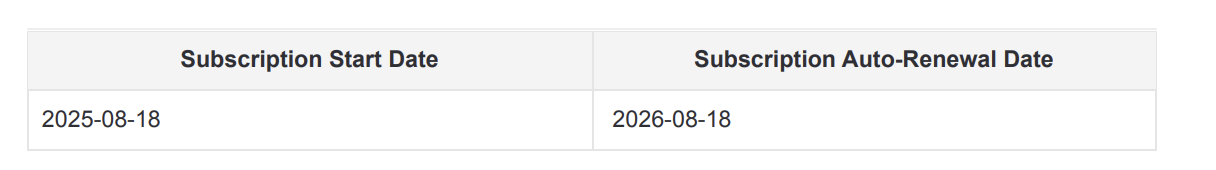 Subscription Start Date Subscription Auto-Renewal Date
2025-08-18 2026-08-18